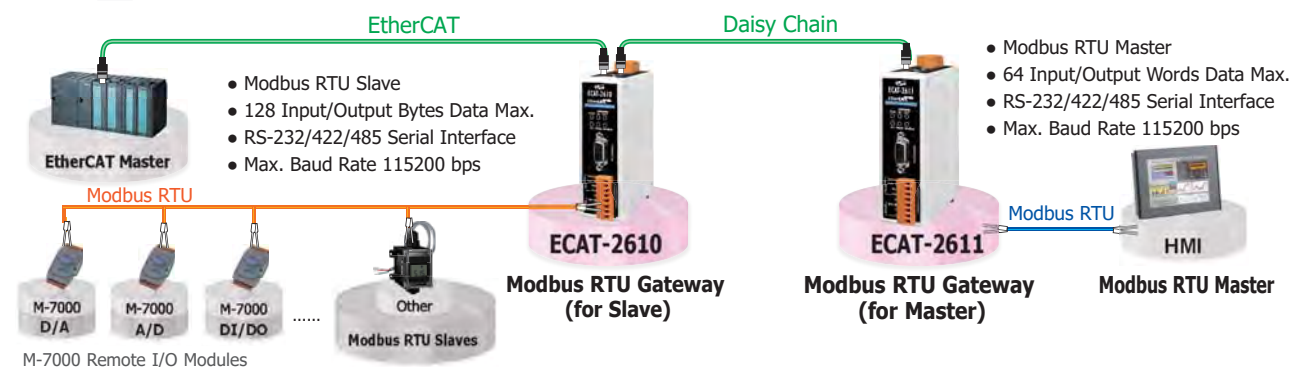 EtherCAT
Daisy Chain
● Modbus RTU Slave
● 128 Input/Output Bytes Data Max.
● RS-232/422/485 Serial Interface
● Max. Baud Rate 115200 bps
● Modbus RTU Master
● 64 Input/Output Words Data Max.
● RS-232/422/485 Serial Interface
● Max. Baud Rate 115200 bps
EtherCAT Master
ECAT-2610
ECAT-2611
Modbus RTU
Modbus RTU
ECAT-2610
ECAT-2611
HMI
Modbus RTU Gateway
(for Slave)
Modbus RTU Gateway
(for Master)
Modbus RTU Master
M-7000
D/A
M-7000
A/D
M-7000
DI/DO
......
Other
Modbus RTU Slaves
M-7000 Remote I/O Modules